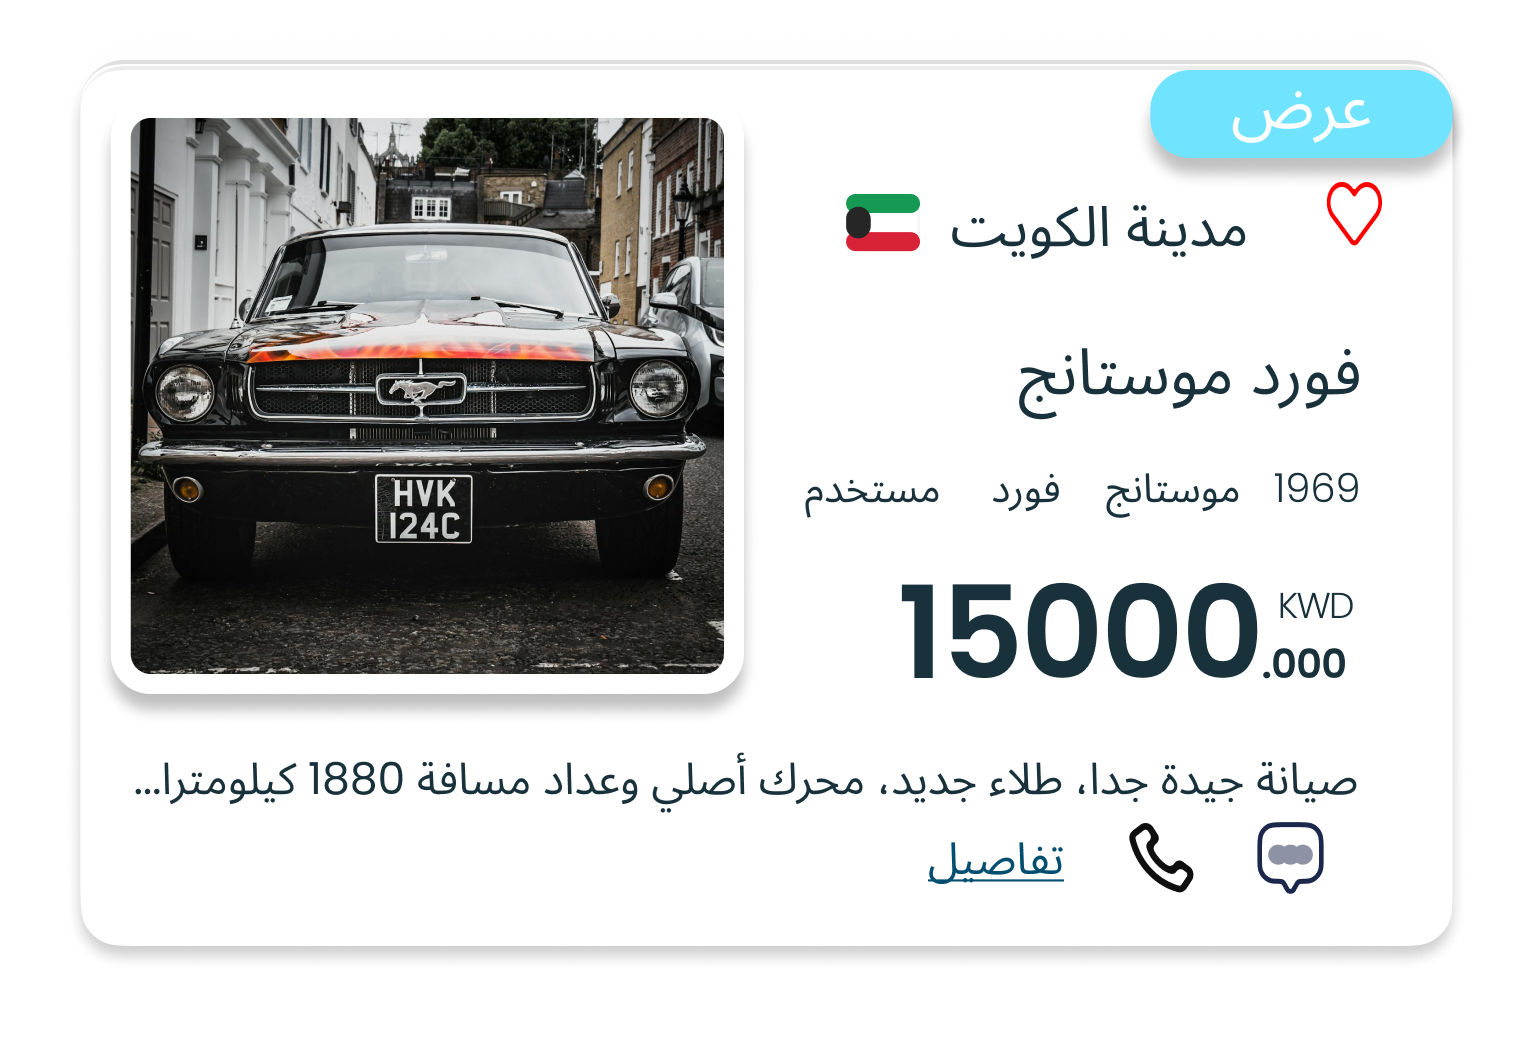 عرض
مدينة الكويت
فورد موستانج
1969 موستانج فورد مستخدم
15000.000 KWD
صيانة جيدة جدا، طلاء جديد، محرك أصلي وعداد مسافة 1880 كيلومترا...
تفاصيل
HVK
124C